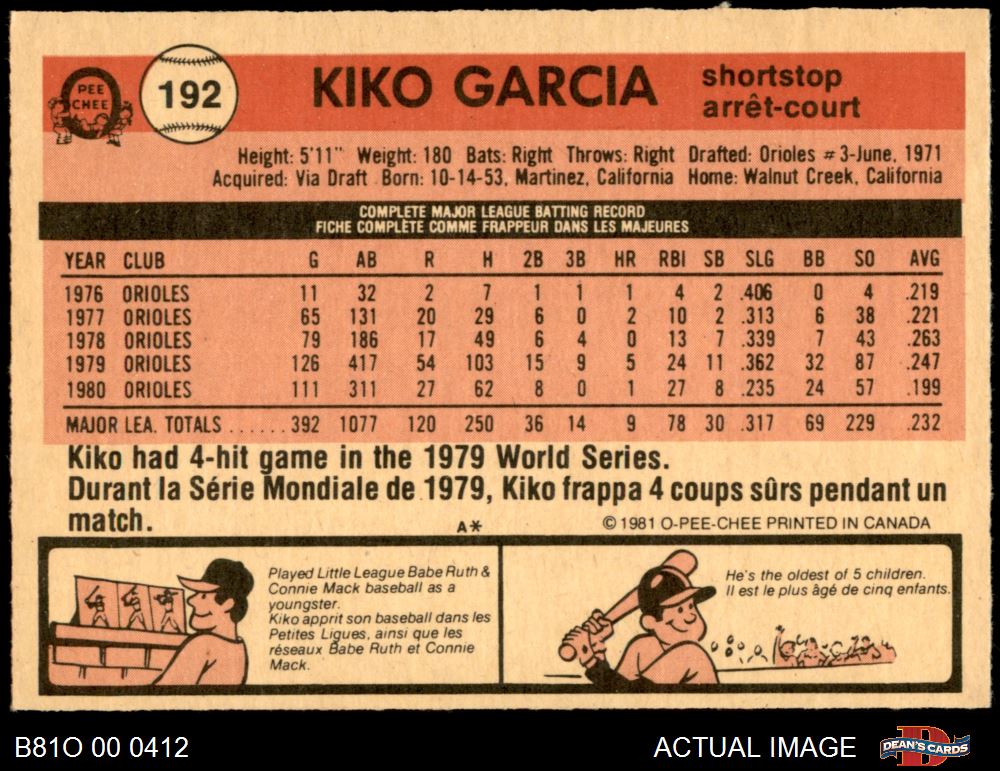 PEE
CHEE
192
KIKO GARCIA
shortstop
arrêt-court
Height: 5'11" Weight: 180 Bats: Right Throws: Right Drafted: Orioles #3-June, 1971
Acquired: Via Draft Born: 10-14-53, Martinez, California Home: Walnut Creek, California
COMPLETE MAJOR LEAGUE BATTING RECORD
FICHE COMPLÈTE COMME FRAPPEUR DANS LES MAJEURES
YEAR CLUB G AB R H 2B 3B HR RBI SB SLG BB SO AVG
1976 ORIOLES 11 32 2 7 1 1 1 4 2 .406 0 4 .219
1977 ORIOLES 65 131 20 29 6 0 2 10 2 .313 6 38 .221
1978 ORIOLES 79 186 17 49 6 4 0 13 7 .339 7 43 .263
1979 ORIOLES 126 417 54 103 15 9 5 24 11 .362 32 87 .247
1980 ORIOLES 111 311 27 62 8 0 1 27 8 .235 24 57 .199
MAJOR LEA. TOTALS ...... 392 1077 120 250 36 14 9 78 30 .317 69 229 .232
Kiko had 4-hit game in the 1979 World Series.
Durant la Série Mondiale de 1979, Kiko frappa 4 coups sûrs pendant un
match.
A* © 1981 O-PEE-CHEE PRINTED IN CANADA
Played Little League Babe Ruth &
Connie Mack baseball as a
youngster.
Kiko apprit son baseball dans les
Petites Ligues, ainsi que les
réseaux Babe Ruth et Connie
Mack.
He's the oldest of 5 children.
Il est le plus âgé de cinq enfants.
B81O 00 0412
ACTUAL IMAGE
DEAN'S CARDS